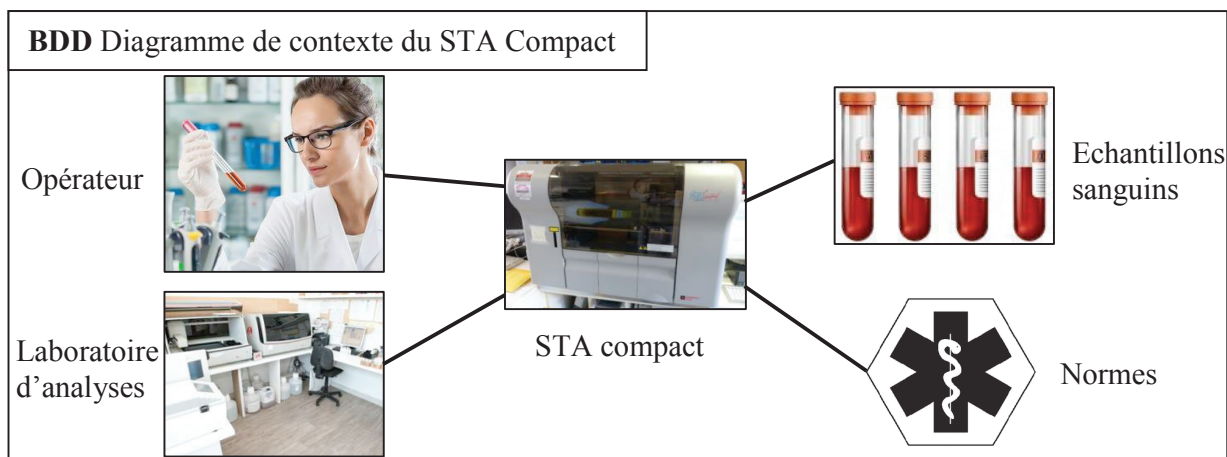 BDD Diagramme de contexte du STA Compact
Opérateur
Echantillons
sanguins
STA compact
Laboratoire
d’analyses
Normes